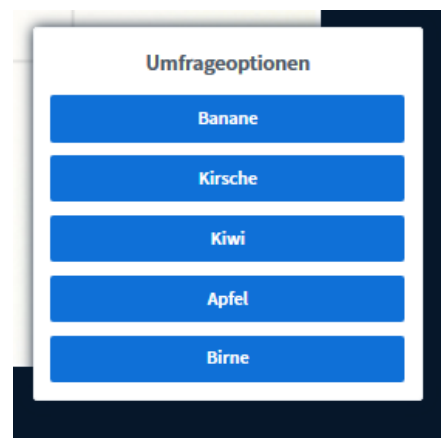 Umfrageoptionen
Banane
Kirsche
Kiwi
Apfel
Birne